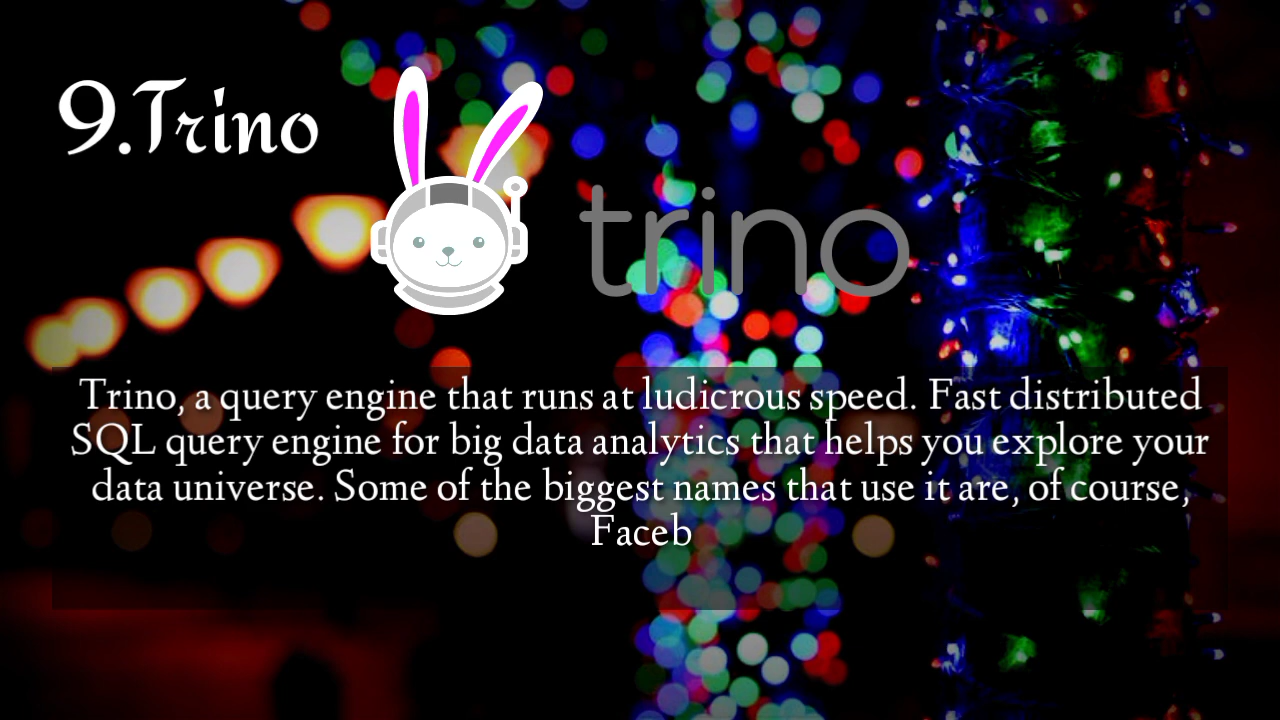 9.Trino
trino
Trino, a query engine that runs at ludicrous speed. Fast distributed
SQL query engine for big data analytics that helps you explore your
data universe. Some of the biggest names that use it are, of course,
Faceb